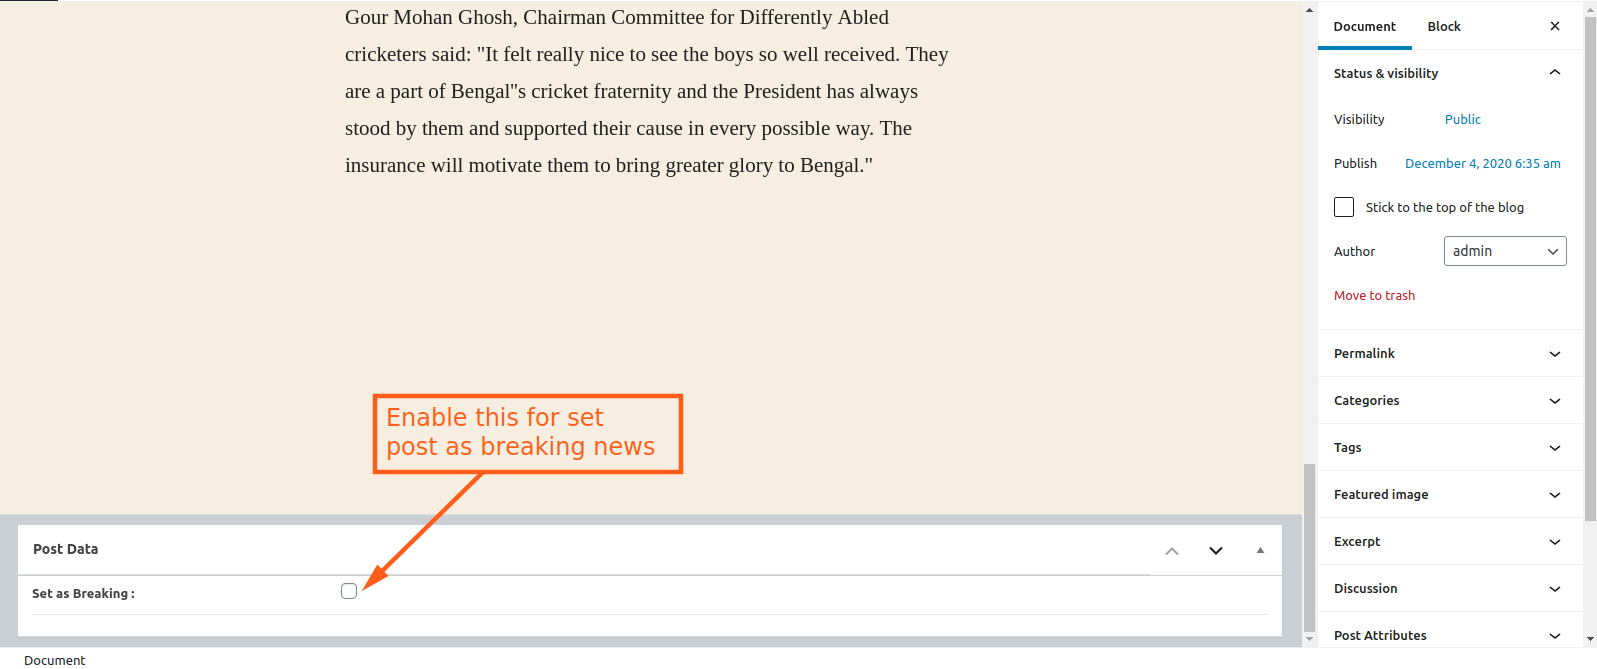 Gour Mohan Ghosh, Chairman Committee for Differently Abled
cricketers said: "It felt really nice to see the boys so well received. They
are a part of Bengal"s cricket fraternity and the President has always
stood by them and supported their cause in every possible way. The
insurance will motivate them to bring greater glory to Bengal."
Enable this for set
post as breaking news
Post Data
Set as Breaking :
Document
Document Block
Status & visibility
Visibility Public
Publish December 4, 2020 6:35 am
Stick to the top of the blog
Author admin
Move to trash
Permalink
Categories
Tags
Featured image
Excerpt
Discussion
Post Attributes